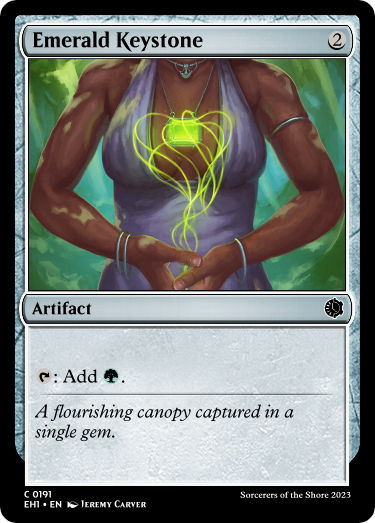 Emerald Keystone 2
Artifact
: Add .
A flourishing canopy captured in a
single gem.
C 0191
EH1 • EN Jeremy Carver
Sorcerers of the Shore 2023